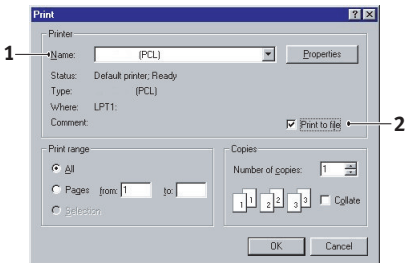 Print
Printer
1 Name: (PCL) Properties
Status: Default printer; Ready
Type: (PCL)
Where: LPT1:
Comment: Print to file 2
Print range
All
Pages from: 1 to:
Selection
Copies
Number of copies: 1
1 1 2 2 3 3 Collate
OK Cancel